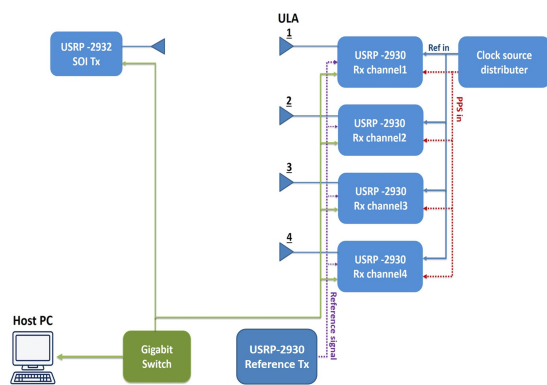 ULA
1
USRP -2932
SOI Tx
USRP -2930
Rx channel1
Ref in
Clock source
distributer
PPS in
2
USRP -2930
Rx channel2
3
USRP -2930
Rx channel3
4
USRP -2930
Rx channel4
Reference signal
Host PC
Gigabit
Switch
USRP-2930
Reference Tx